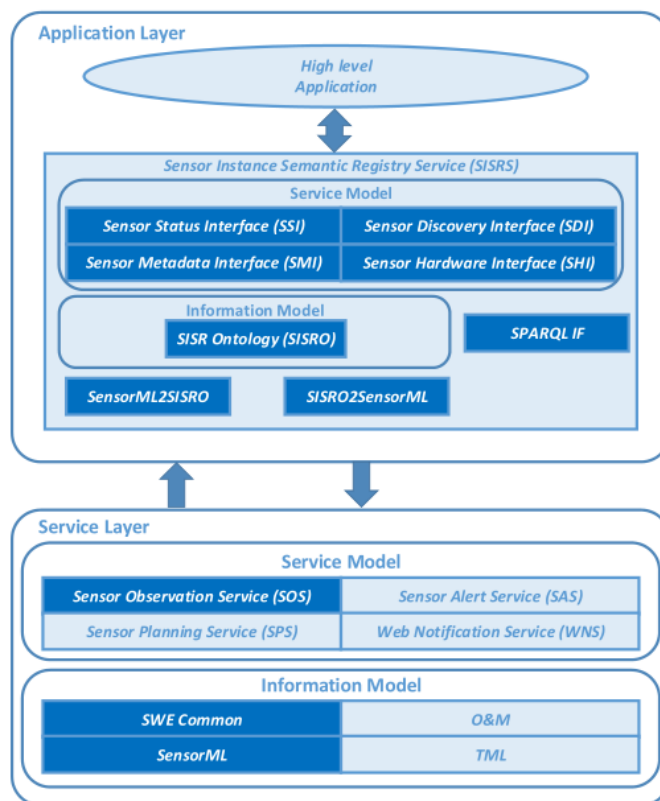 Application Layer
High level
Application
Sensor Instance Semantic Registry Service (SISRS)
Service Model
Sensor Status Interface (SSI)
Sensor Discovery Interface (SDI)
Sensor Metadata Interface (SMI)
Sensor Hardware Interface (SHI)
Information Model
SISR Ontology (SISRO)
SPARQL IF
SensorML2SISRO
SISRO2SensorML
Service Layer
Service Model
Sensor Observation Service (SOS)
Sensor Alert Service (SAS)
Sensor Planning Service (SPS)
Web Notification Service (WNS)
Information Model
SWE Common
O&M
SensorML
TML